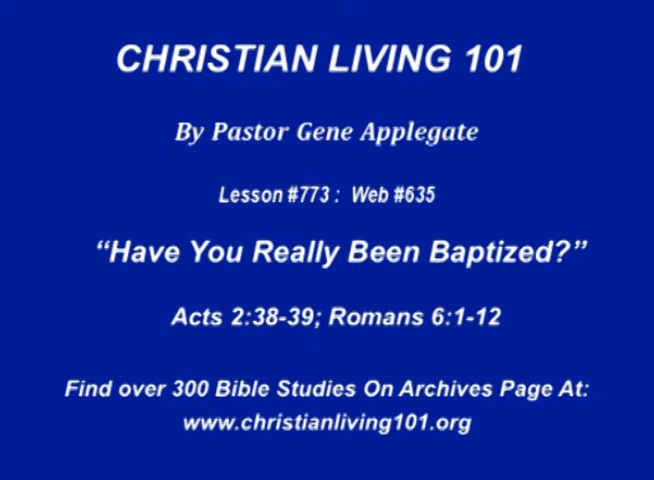 CHRISTIAN LIVING 101
By Pastor Gene Applegate
Lesson #773 : Web #635
“Have You Really Been Baptized?”
Acts 2:38-39; Romans 6:1-12
Find over 300 Bible Studies On Archives Page At:
www.christianliving101.org